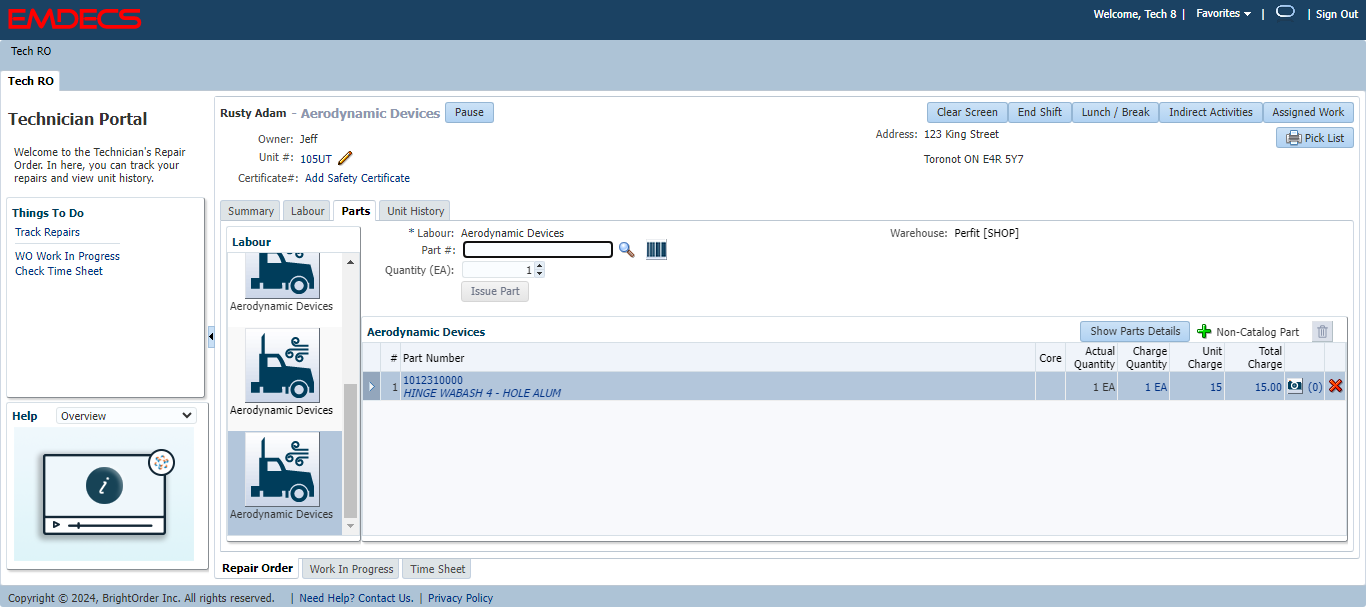 EMDECS
Welcome, Tech 8 | Favorites | | Sign Out
Tech RO
Tech RO
Technician Portal
Welcome to the Technician's Repair
Order. In here, you can track your
repairs and view unit history.
Things To Do
Track Repairs
WO Work In Progress
Check Time Sheet
Help Overview
i
Rusty Adam - Aerodynamic Devices Pause
Clear Screen End Shift Lunch / Break Indirect Activities Assigned Work
Owner: Jeff
Address: 123 King Street
Pick List
Unit #: 105UT
Toronot ON E4R 5Y7
Certificate#: Add Safety Certificate
Summary Labour Parts Unit History
Labour
Aerodynamic Devices
Aerodynamic Devices
Aerodynamic Devices
* Labour: Aerodynamic Devices
Warehouse: Perfit [SHOP]
Part #:
Quantity (EA): 1
Issue Part
Aerodynamic Devices
Show Parts Details Non-Catalog Part
# Part Number Core Actual Quantity Charge Quantity Unit Charge Total Charge
1 1012310000 1 EA 1 EA 15 15.00 (0)
HINGE WABASH 4 - HOLE ALUM
Repair Order Work In Progress Time Sheet
Copyright © 2024, BrightOrder Inc. All rights reserved. | Need Help? Contact Us. | Privacy Policy